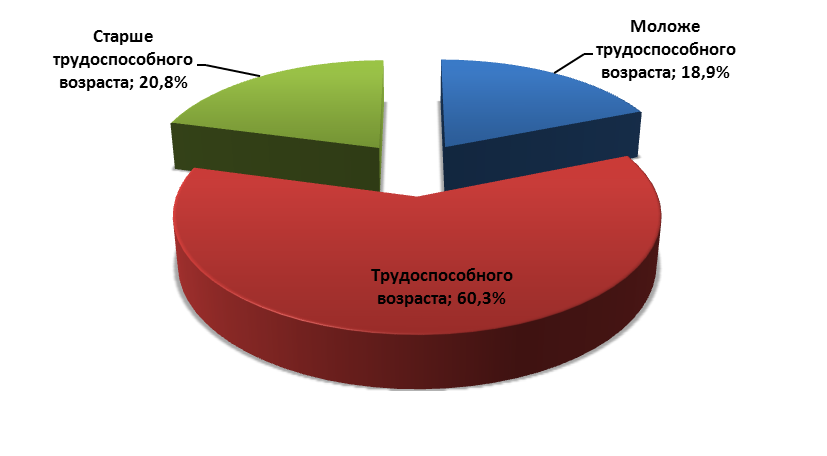 Старше
трудоспособного
возраста; 20,8%
Моложе
трудоспособного
возраста; 18,9%
Трудоспособного
возраста; 60,3%